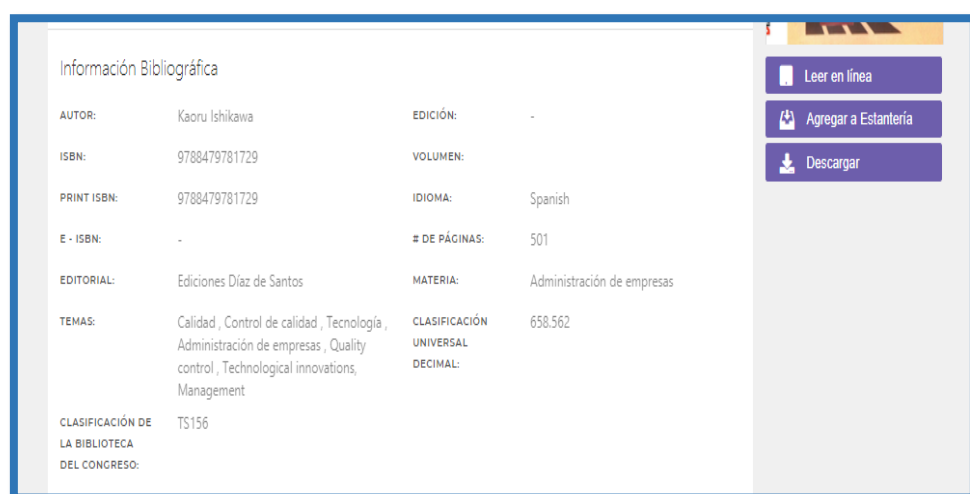 Información Bibliográfica
AUTOR: Kaoru Ishikawa EDICIÓN: -
ISBN: 9788479781729 VOLUMEN:
PRINT ISBN: 9788479781729 IDIOMA: Spanish
E - ISBN: - # DE PÁGINAS: 501
EDITORIAL: Ediciones Díaz de Santos MATERIA: Administración de empresas
TEMAS: Calidad , Control de calidad , Tecnología , CLASIFICACIÓN 658.562
Administración de empresas , Quality UNIVERSAL
control , Technological innovations, DECIMAL:
Management
CLASIFICACIÓN DE TS156
LA BIBLIOTECA
DEL CONGRESO:
Leer en línea
Agregar a Estantería
Descargar